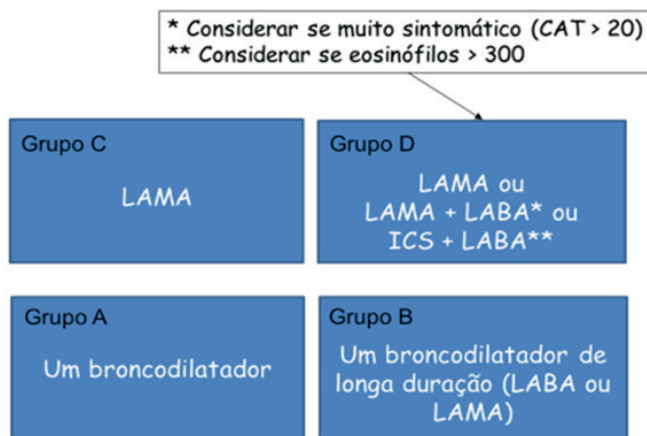 * Considerar se muito sintomático (CAT > 20)
** Considerar se eosinófilos > 300
Grupo C
LAMA
Grupo D
LAMA ou
LAMA + LABA* ou
ICS + LABA**
Grupo A
Um broncodilatador
Grupo B
Um broncodilatador de
longa duração (LABA ou
LAMA)